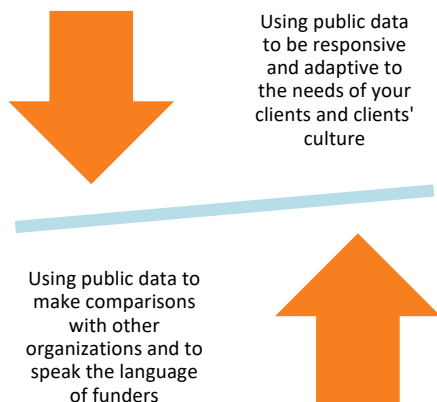 Using public data
to be responsive
and adaptive to
the needs of your
clients and clients'
culture
Using public data to
make comparisons
with other
organizations and to
speak the language
of funders